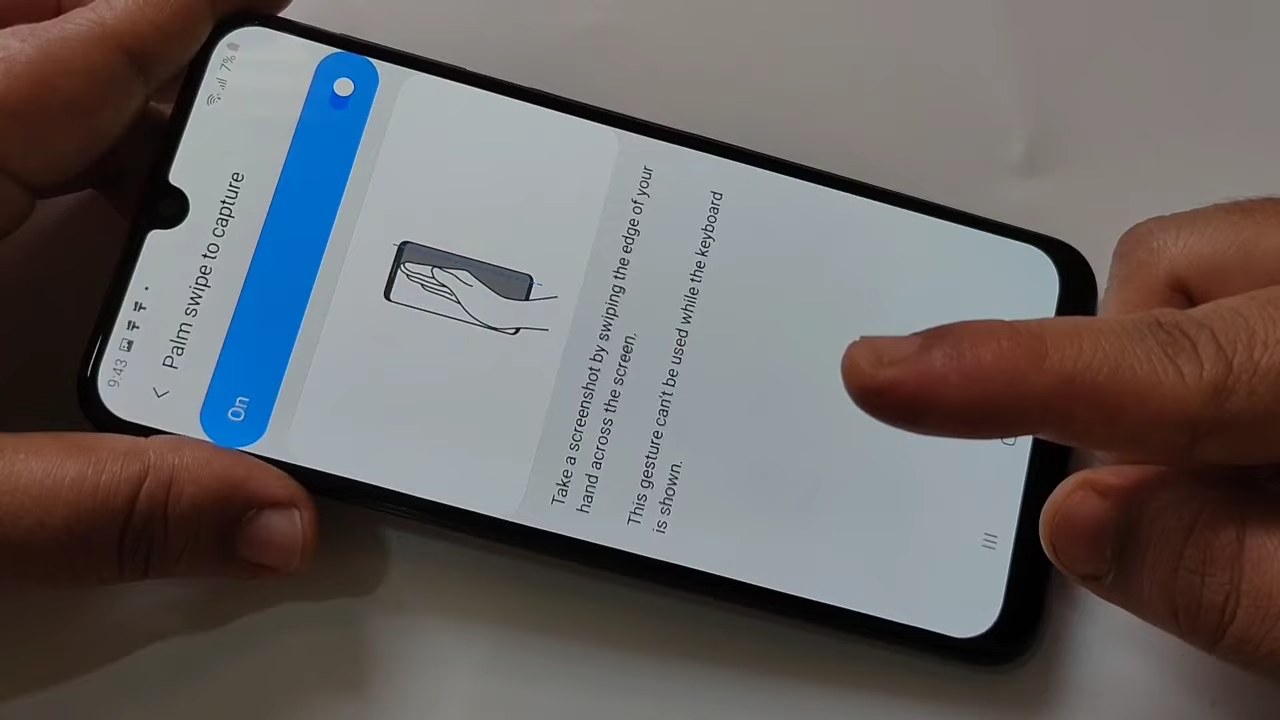 9:43
7%
Palm swipe to capture
On
Take a screenshot by swiping the edge of your
hand across the screen.
This gesture can't be used while the keyboard
is shown.